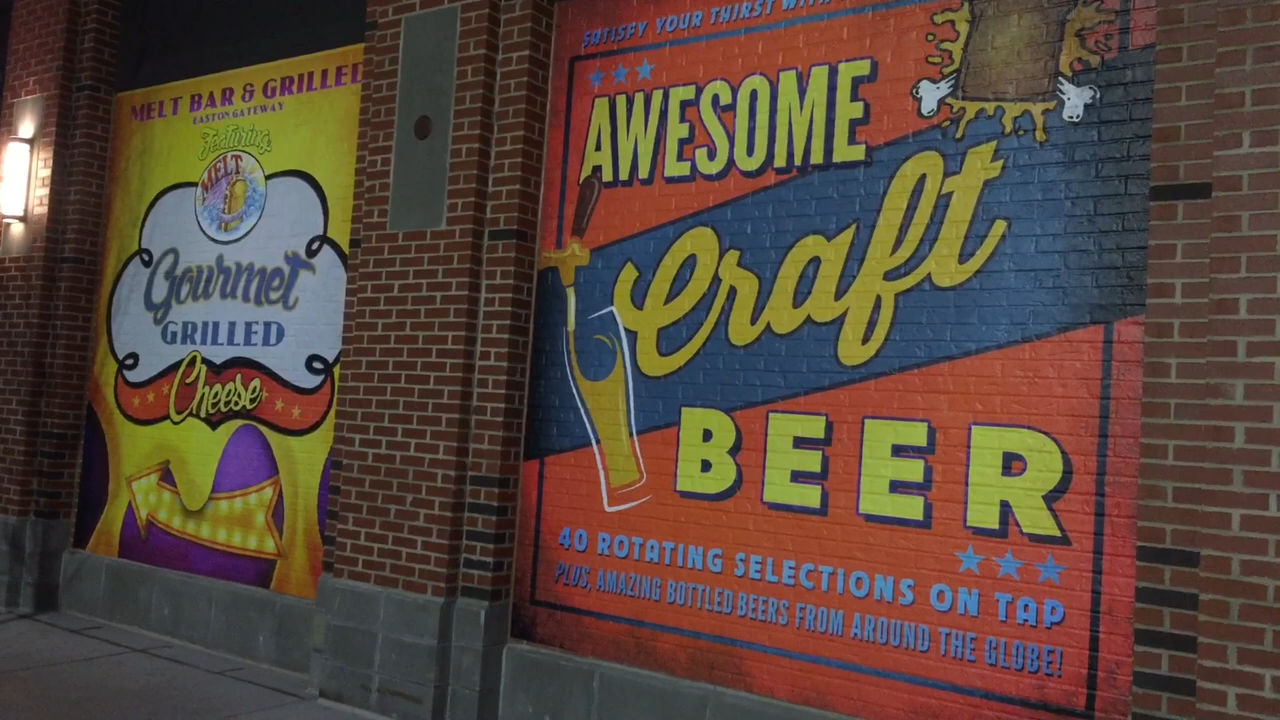 MELT BAR & GRILLED
EASTON GATEWAY
Featuring
MELT
Gourmet
GRILLED
Cheese
SATISFY YOUR THIRST WITH
AWESOME
Craft
BEER
40 ROTATING SELECTIONS ON TAP
PLUS, AMAZING BOTTLED BEERS FROM AROUND THE GLOBE!